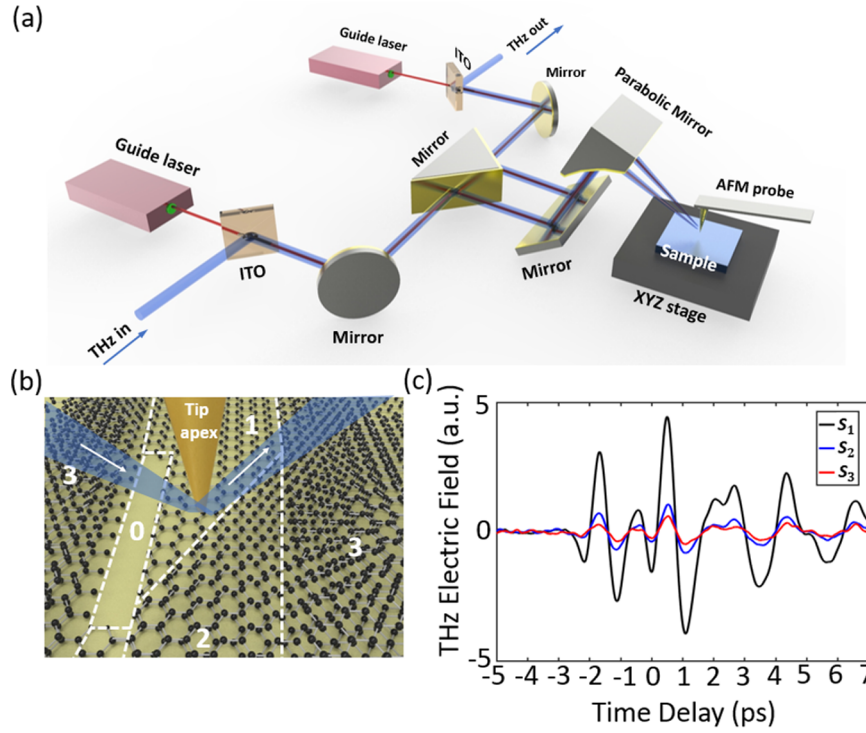 (a)
Guide laser
ITO
THz out
Mirror
Parabolic Mirror
Guide laser
Mirror
AFM probe
ITO
Sample
Mirror
XYZ stage
THz in
Mirror
(b)
Tip
apex
1
3
0
3
2
(c)
5
0
-5
THz Electric Field (a.u.)
S1
S2
S3
-5 -4 -3 -2 -1 0 1 2 3 4 5 6 7
Time Delay (ps)